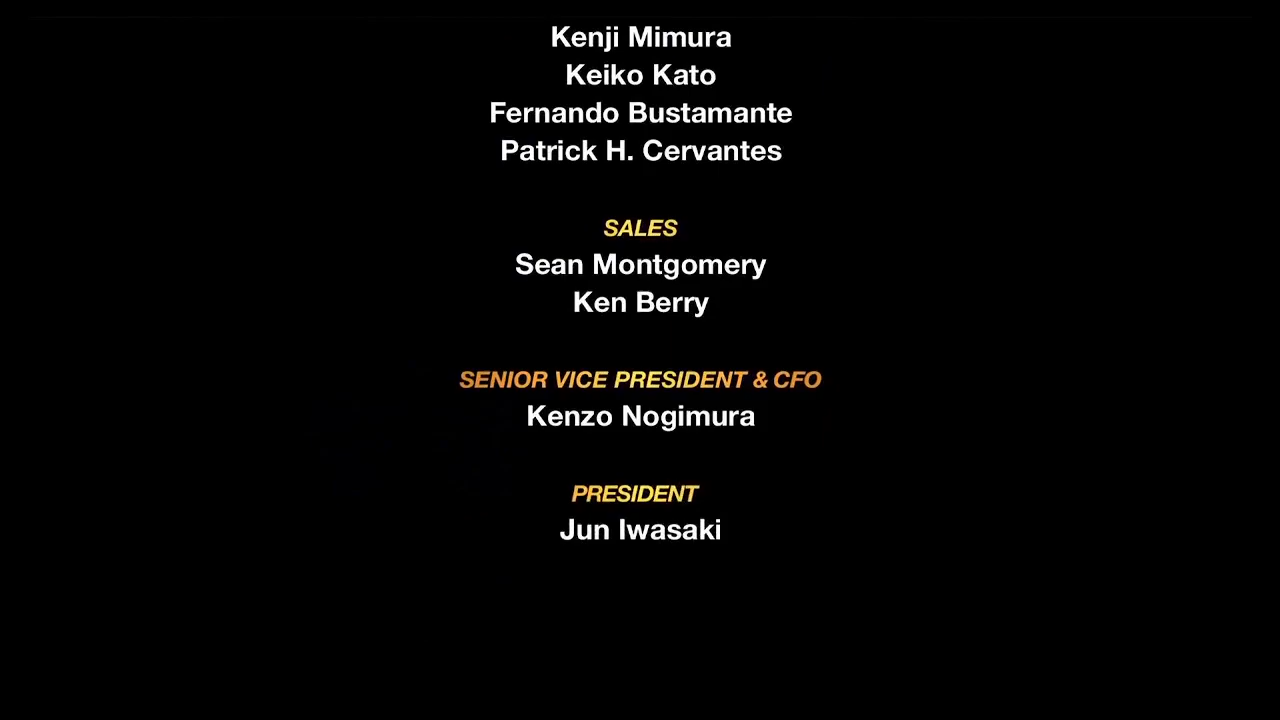 Kenji Mimura
Keiko Kato
Fernando Bustamante
Patrick H. Cervantes
SALES
Sean Montgomery
Ken Berry
SENIOR VICE PRESIDENT & CFO
Kenzo Nogimura
PRESIDENT
Jun Iwasaki